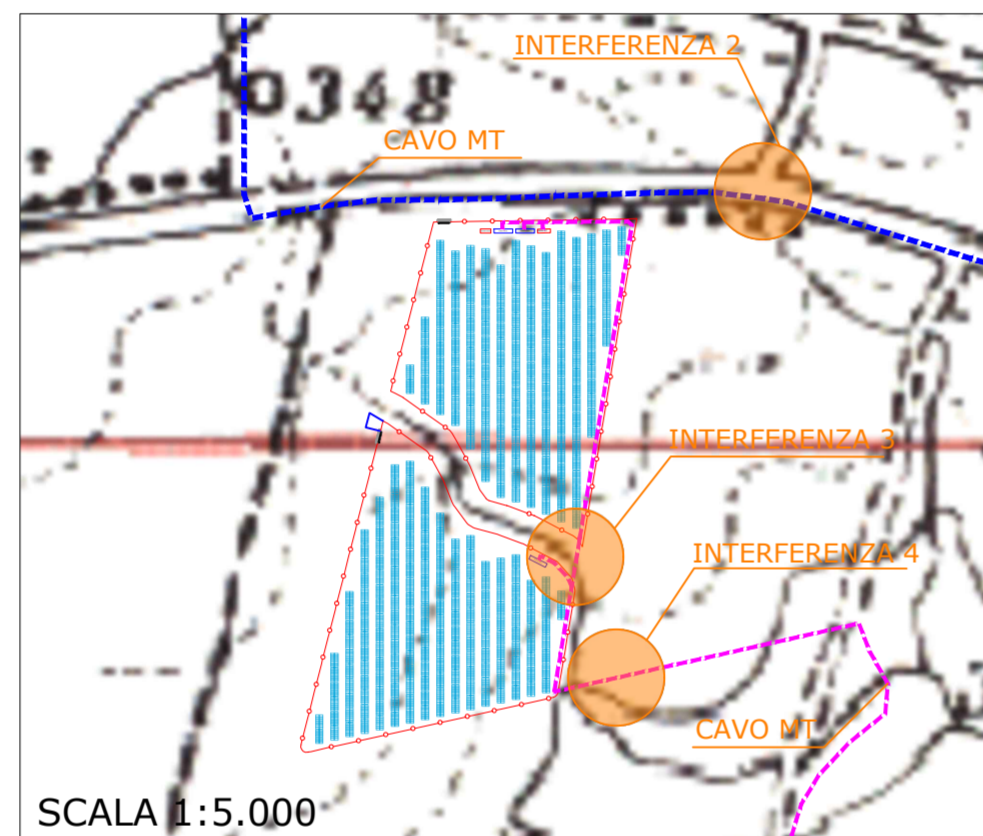 INTERFERENZA 2
0348
CAVO MT
INTERFERENZA 3
INTERFERENZA 4
CAVO MT
SCALA 1:5.000